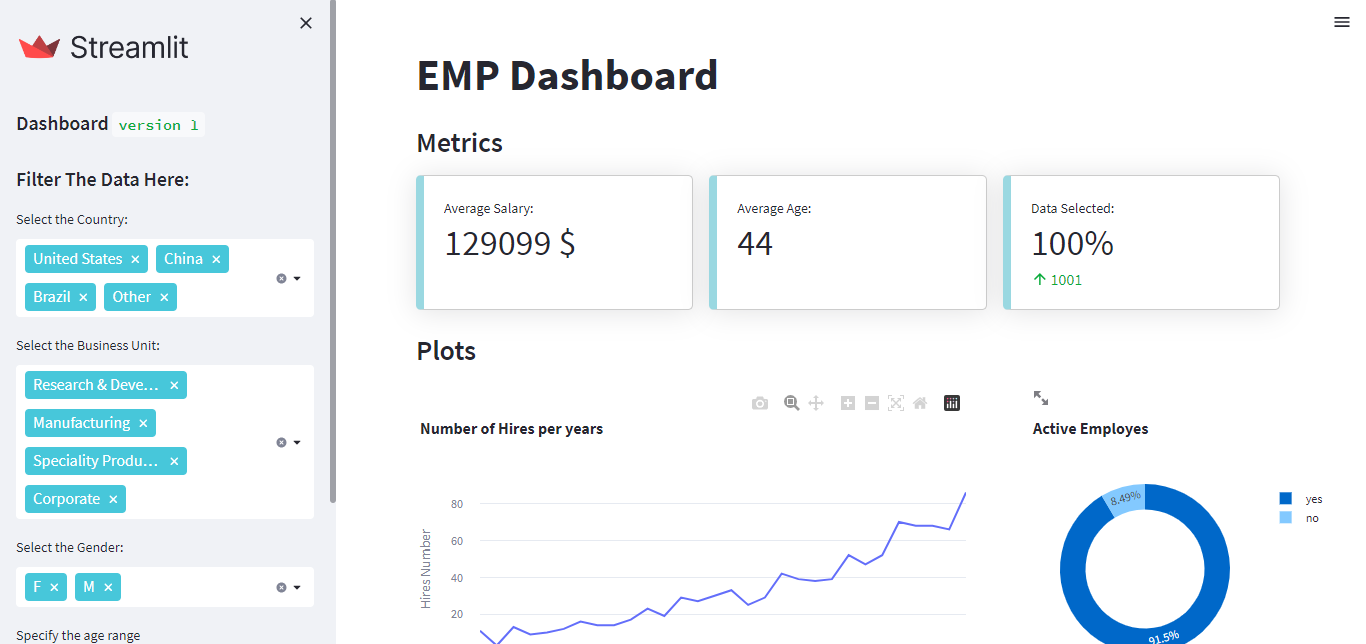 Streamlit
Dashboard version 1
Filter The Data Here:
Select the Country:
United States × China ×
Brazil × Other ×
Select the Business Unit:
Research & Deve... ×
Manufacturing ×
Speciality Produ... ×
Corporate ×
Select the Gender:
F × M ×
Specify the age range
EMP Dashboard
Metrics
Average Salary:
129099 $
Average Age:
44
Data Selected:
100%
↑ 1001
Plots
Number of Hires per years
80
60
40
20
Hires Number
Active Employes
8.49%
91.5%
yes
no